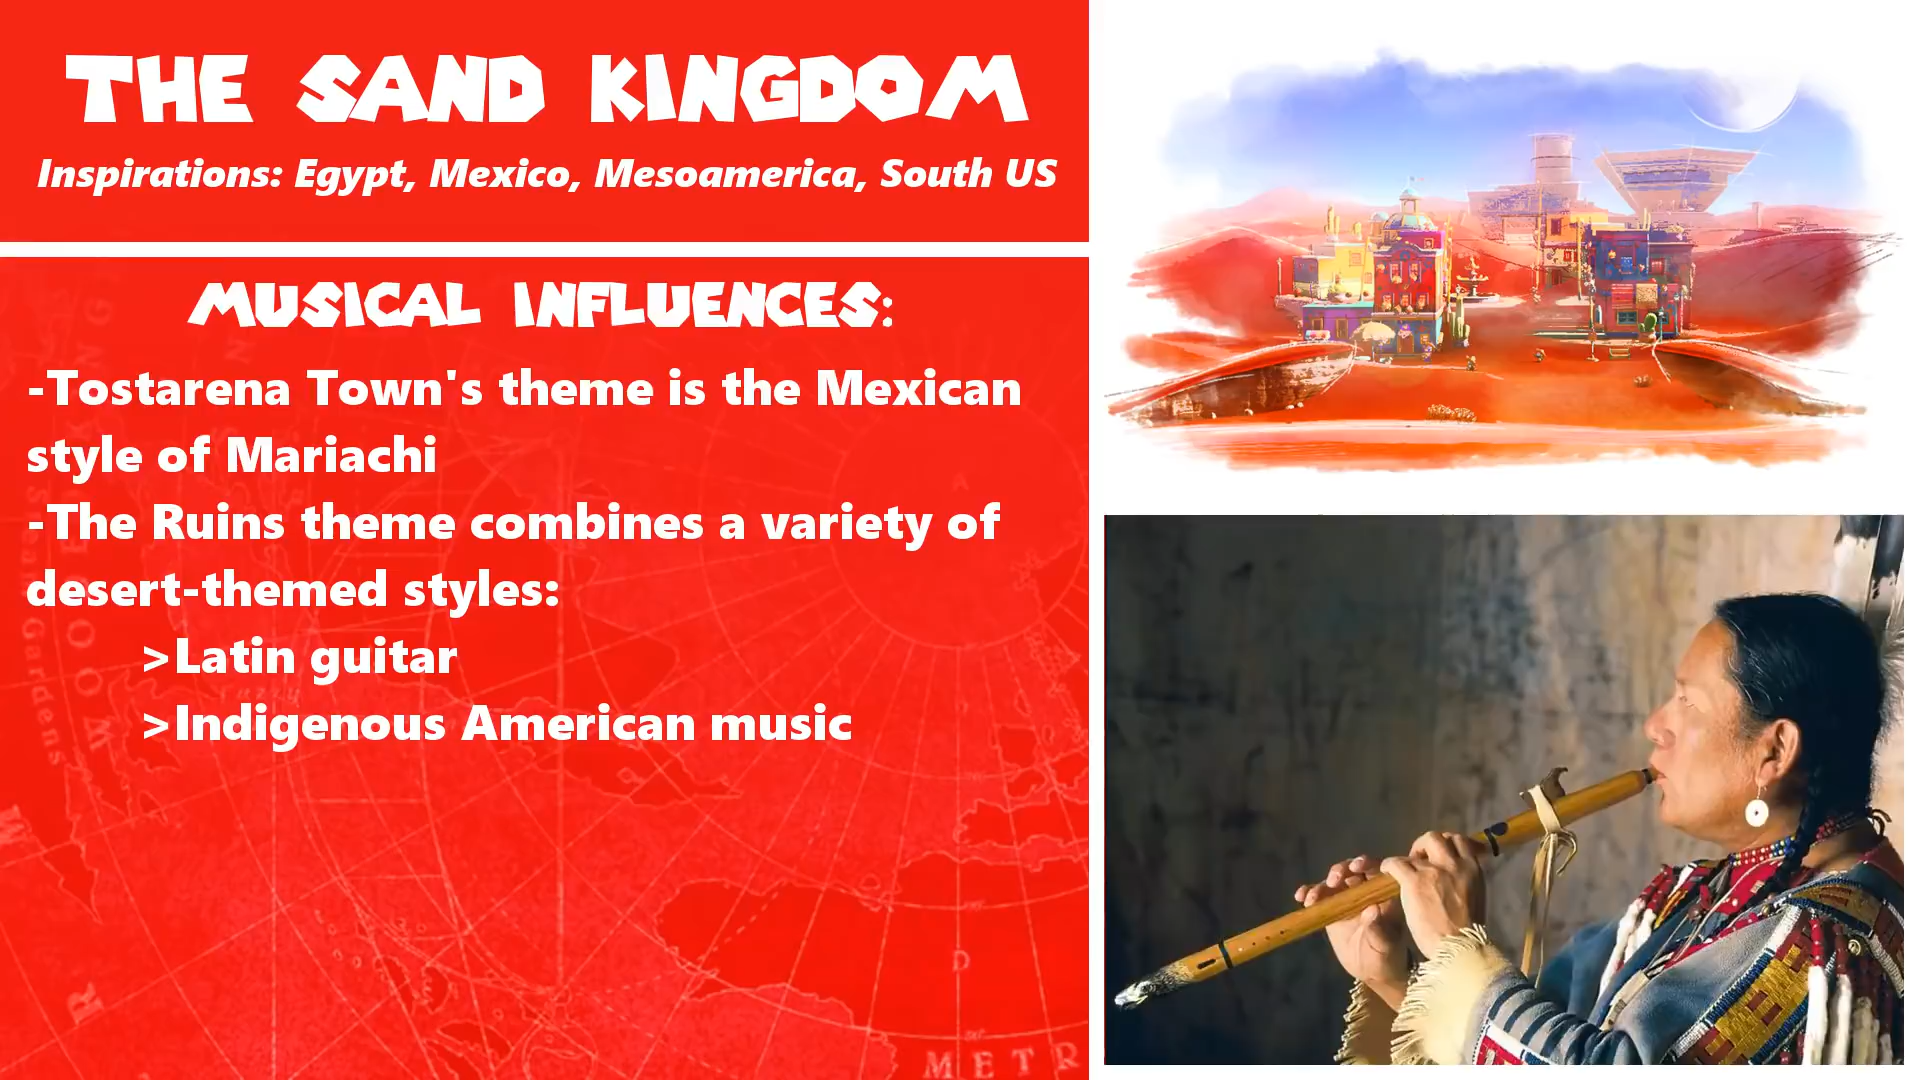 THE SAND KINGDOM
Inspirations: Egypt, Mexico, Mesoamerica, South US
MUSICAL INFLUENCES:
-Tostarena Town's theme is the Mexican
style of Mariachi
-The Ruins theme combines a variety of
desert-themed styles:
>Latin guitar
>Indigenous American music
METR